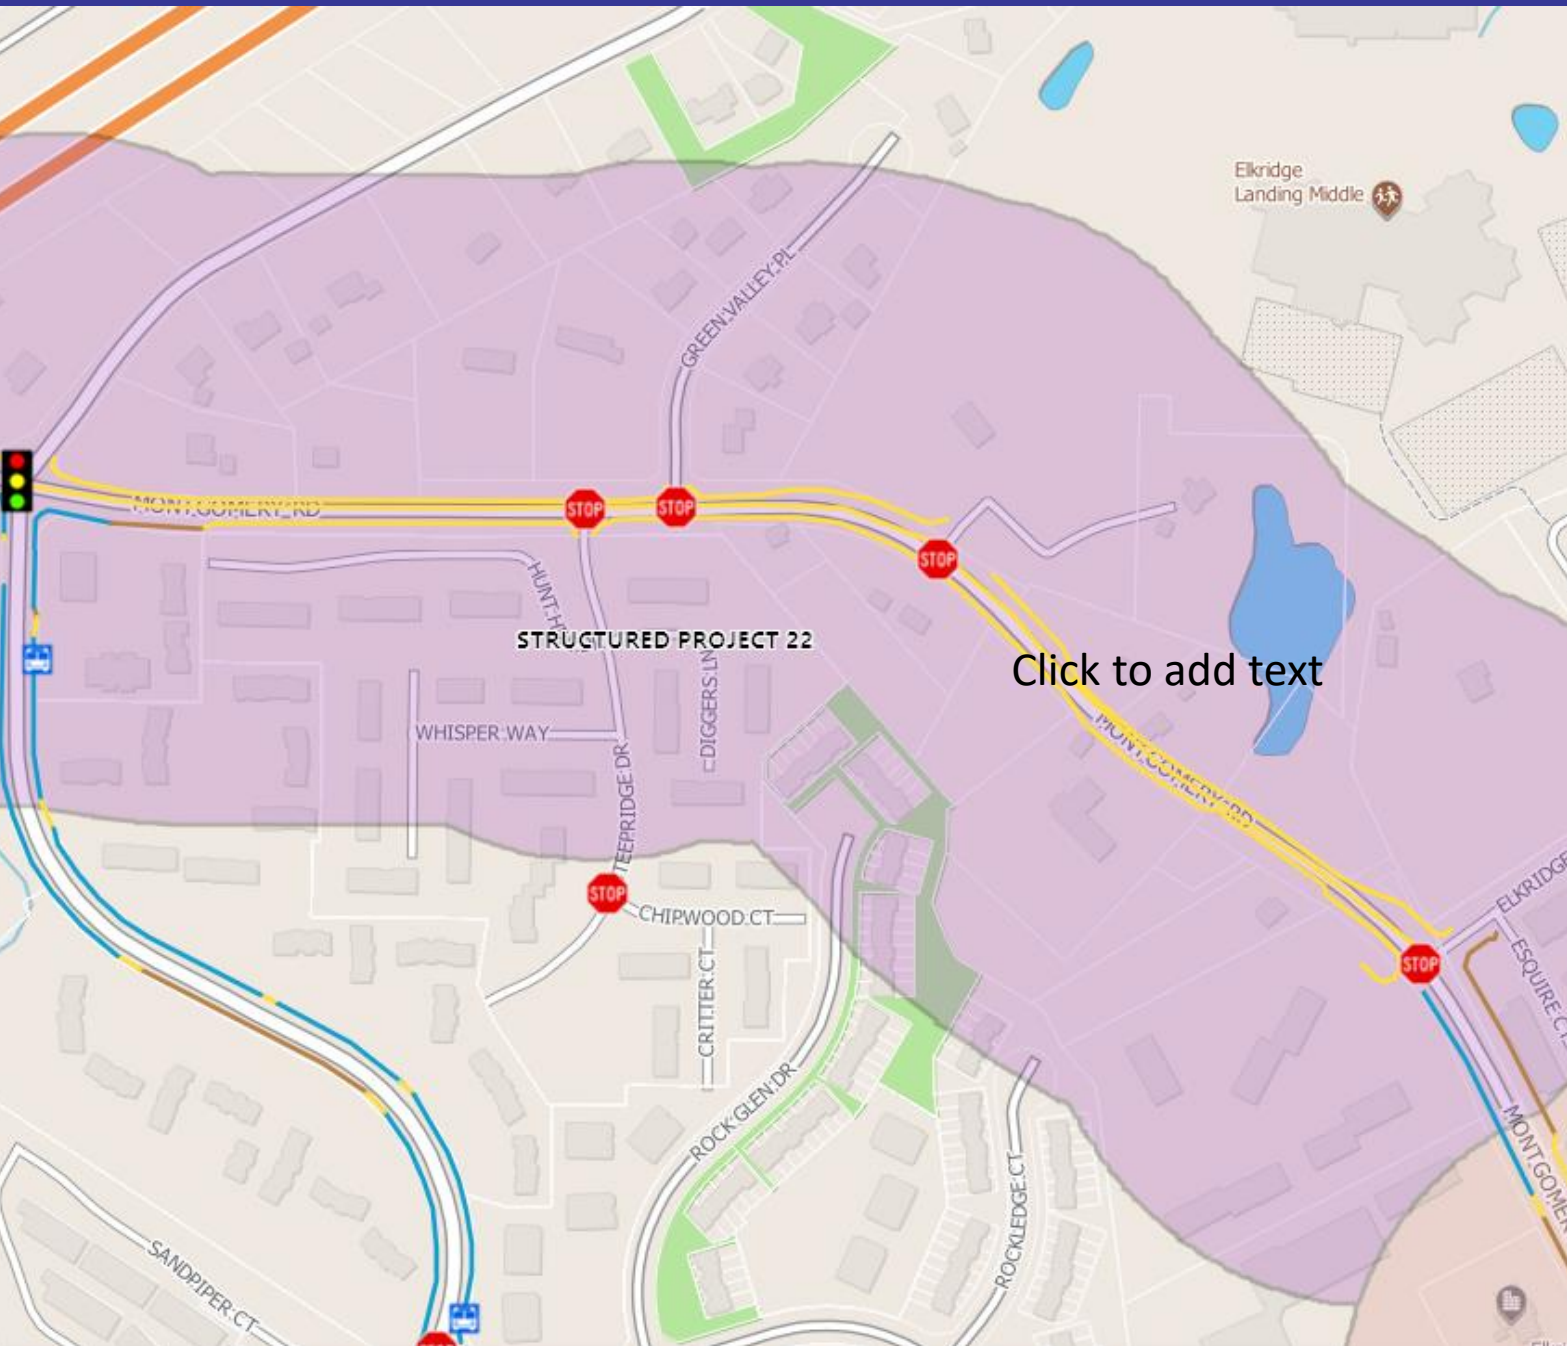 Elkridge
Landing Middle
GREEN VALLEY PL
MONTGOMERY RD
STOP
STOP
STOP
HUNT H
STRUCTURED PROJECT 22
Click to add text
DIGGERS LN
WHISPER WAY
MONTGOMERY RD
TEEPRIDGE DR
STOP
CHIPWOOD CT
ELKRIDGE
STOP
ESQUIRE C
CRITTER CT
ROCK GLEN DR
MONTGOMER
ROCKLEDGE CT
SANDPIPER CT